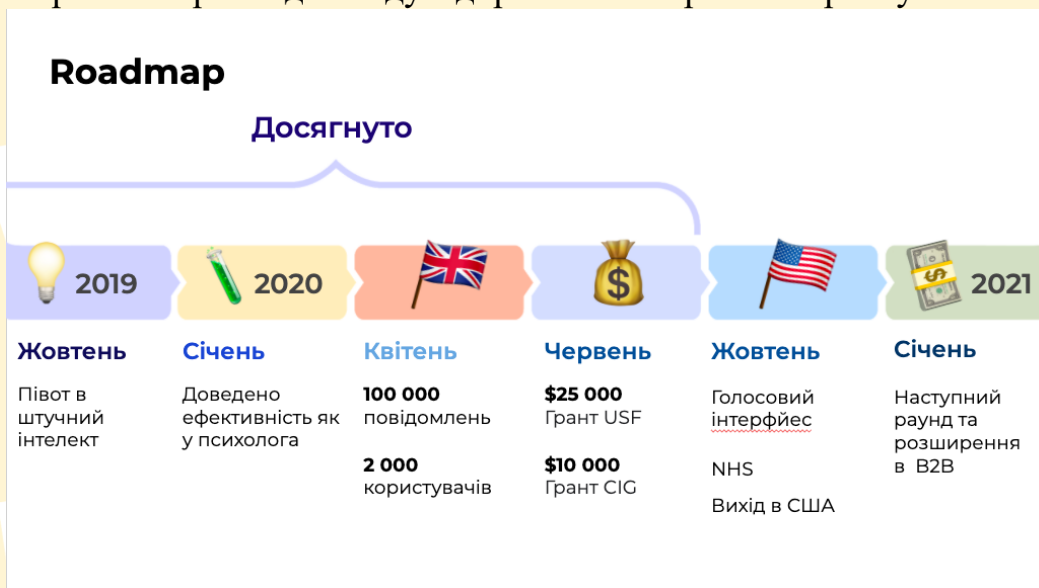 Roadmap
Досягнуто
2019
2020
2021
Жовтень
Півот в
штучний
інтелект
Січень
Доведено
ефективність як
у психолога
Квітень
100 000
повідомлень
2 000
користувачів
Червень
$25 000
Грант USF
$10 000
Грант CIG
Жовтень
Голосовий
інтерфйес
NHS
Вихід в США
Січень
Наступний
раунд та
розширення
в B2B